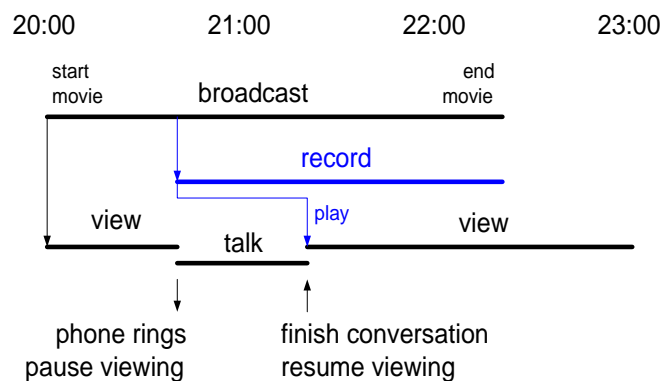 20:00 21:00 22:00 23:00
start
movie
broadcast
end
movie
record
view
play
view
talk
phone rings
pause viewing
finish conversation
resume viewing